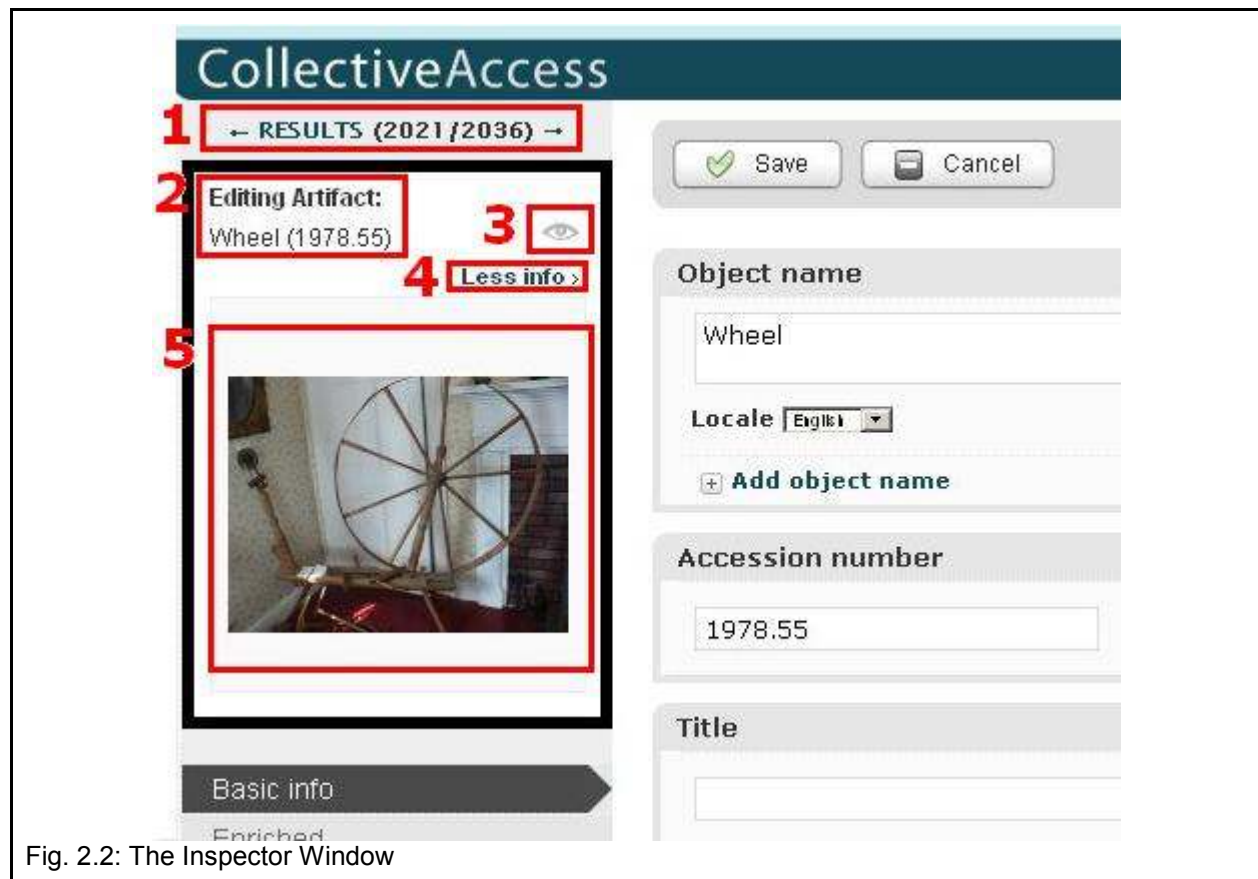 CollectiveAccess
1
← RESULTS (2021/2036) →
2
Editing Artifact:
Wheel (1978.55)
3
4
Less info ›
5
Basic info
Enriched
Save
Cancel
Object name
Wheel
Locale English
+ Add object name
Accession number
1978.55
Title
Fig. 2.2: The Inspector Window